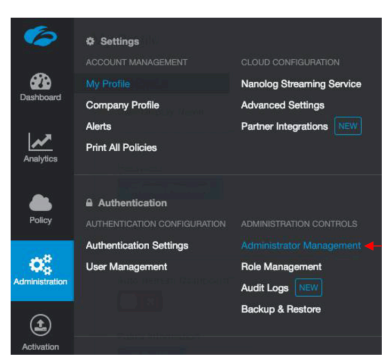 Dashboard
Analytics
Policy
Administration
Activation
Settings
ACCOUNT MANAGEMENT
My Profile
Company Profile
Alerts
Print All Policies
CLOUD CONFIGURATION
Nanolog Streaming Service
Advanced Settings
Partner Integrations NEW
Authentication
AUTHENTICATION CONFIGURATION
Authentication Settings
User Management
ADMINISTRATION CONTROLS
Administrator Management
Role Management
Audit Logs NEW
Backup & Restore